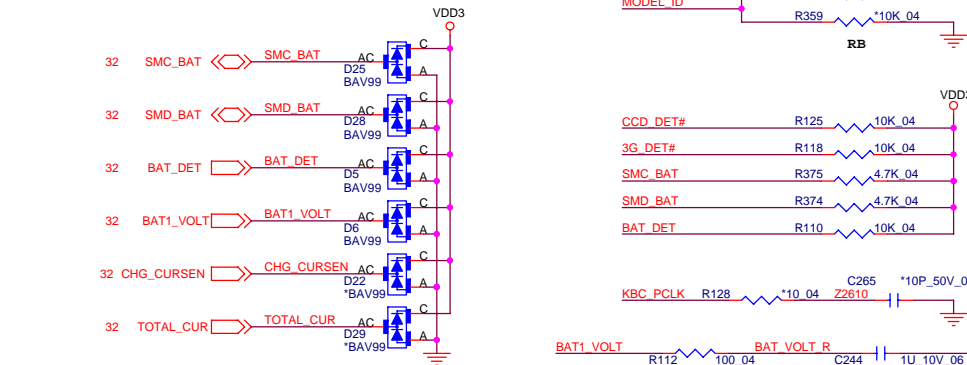 VDD3
32 SMC_BAT SMC_BAT AC C
D25 A
BAV99
32 SMD_BAT SMD_BAT AC C
D28 A
BAV99
32 BAT_DET BAT_DET AC C
D5 A
BAV99
32 BAT1_VOLT BAT1_VOLT AC C
D6 A
BAV99
32 CHG_CURSEN CHG_CURSEN AC C
D22 A
*BAV99
32 TOTAL_CUR TOTAL_CUR AC C
D29 A
*BAV99
MODEL_ID
R359 *10K_04
RB
CCD_DET# R125 10K_04
3G_DET# R118 10K_04
SMC_BAT R375 4.7K_04
SMD_BAT R374 4.7K_04
BAT_DET R110 10K_04
KBC_PCLK R128 *10_04 Z2610 C265 *10P_50V_0
BAT1_VOLT R112 100_04 BAT_VOLT_R C244 1U_10V_06